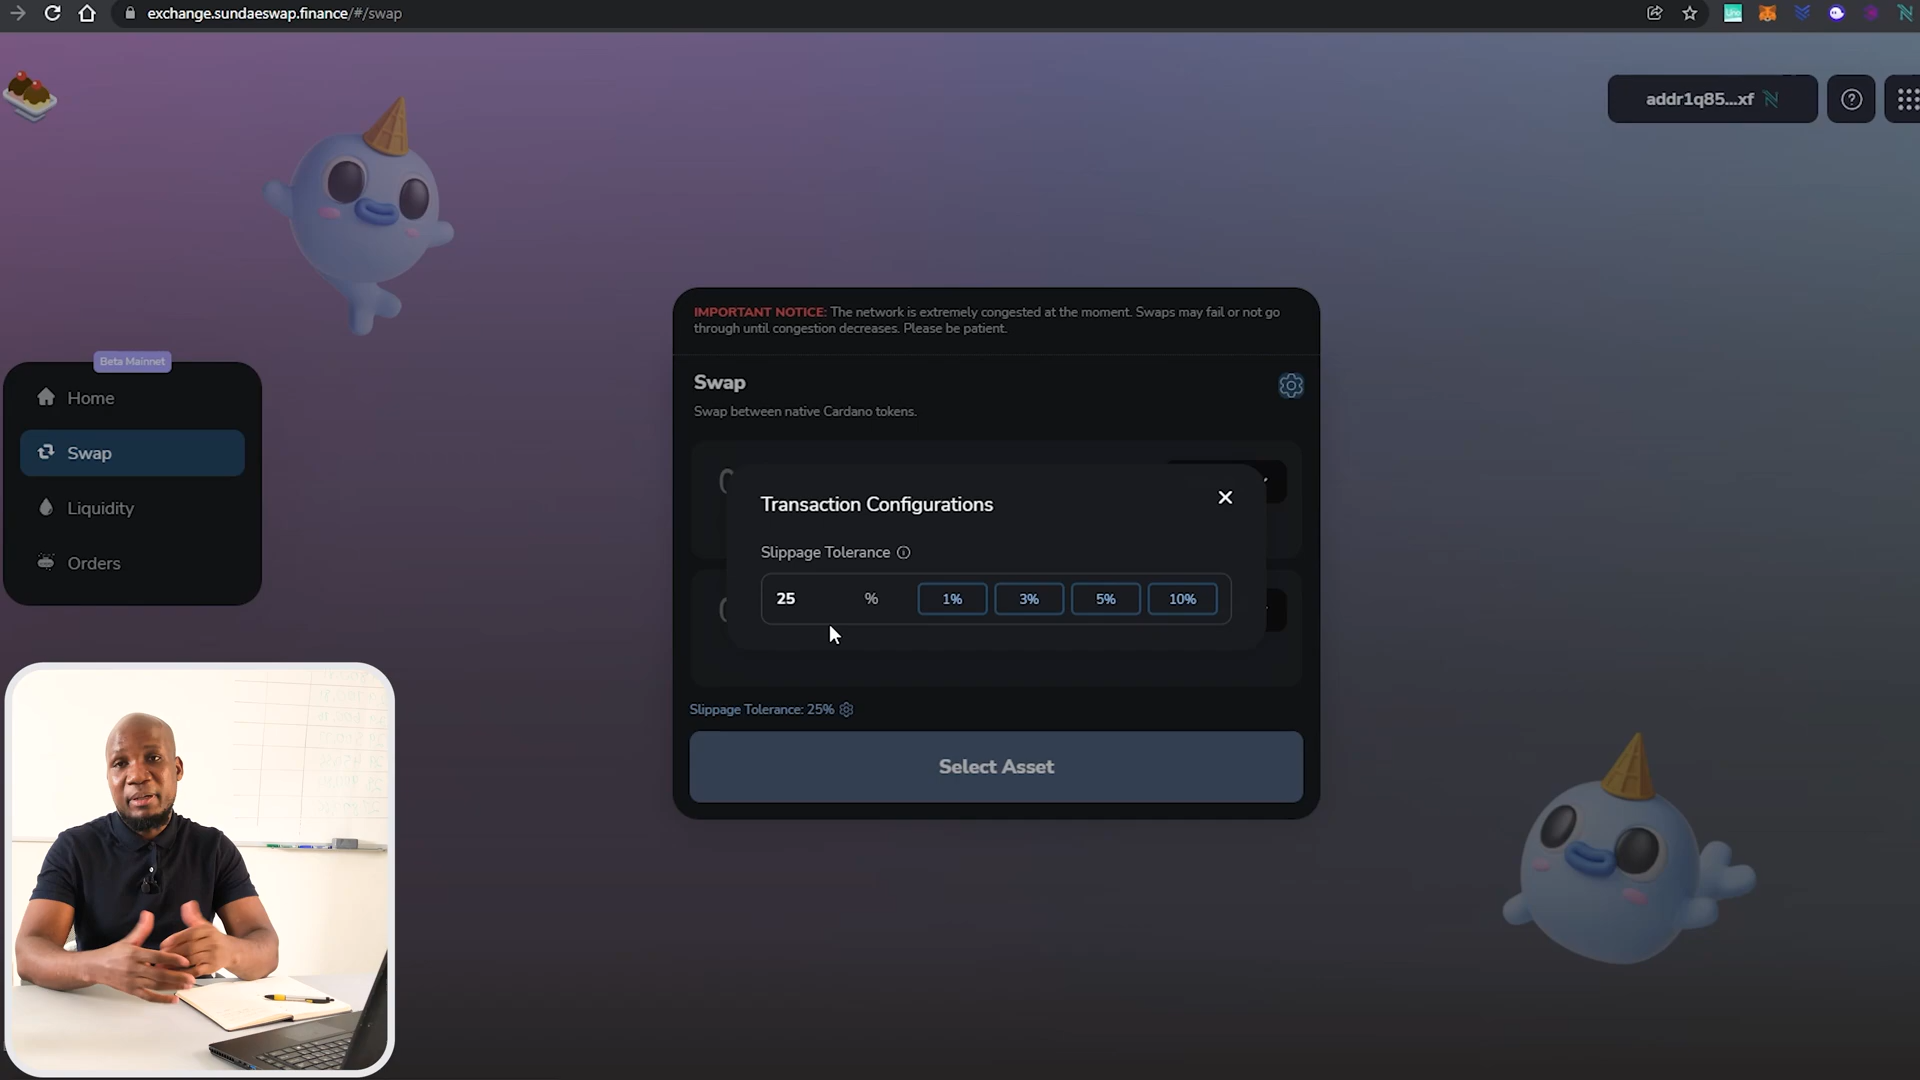 exchange.sundaeswap.finance/#/swap
addr1q85...xf
IMPORTANT NOTICE: The network is extremely congested at the moment. Swaps may fail or not go
through until congestion decreases. Please be patient.
Beta Mainnet
Home
Swap
Liquidity
Orders
Swap
Swap between native Cardano tokens.
Transaction Configurations
Slippage Tolerance
25 % 1% 3% 5% 10%
Slippage Tolerance: 25%
Select Asset